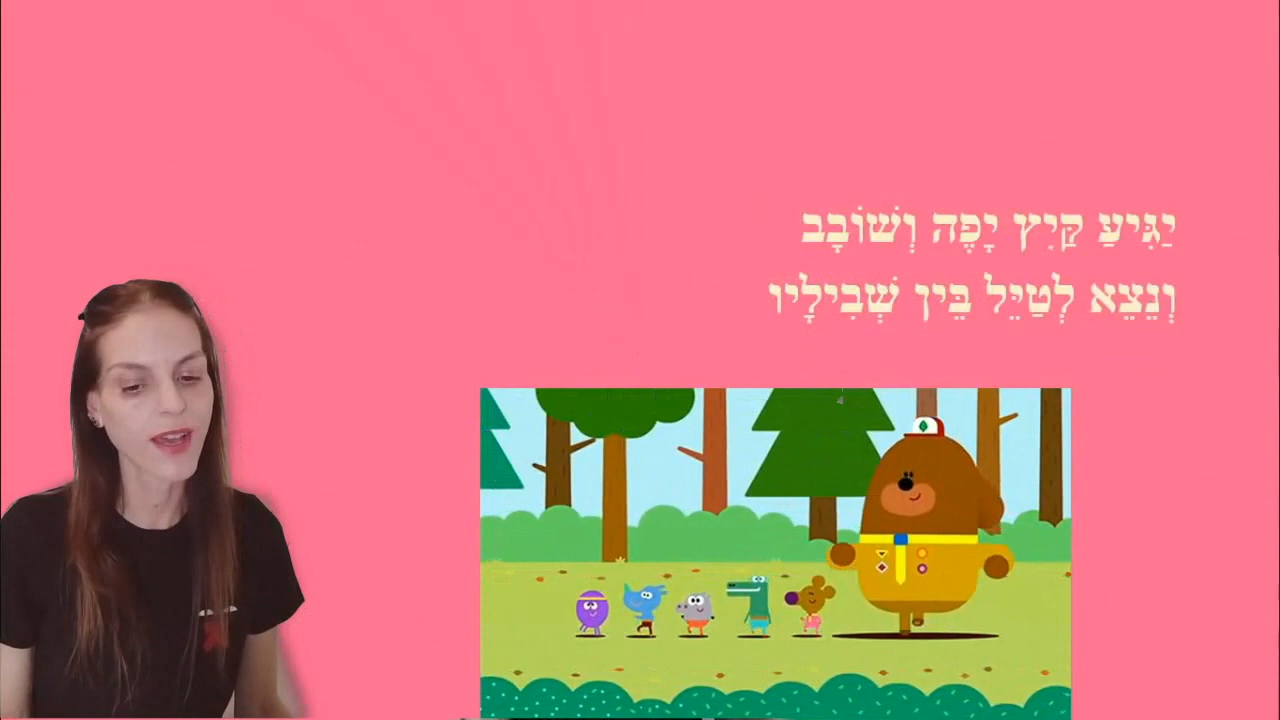 יַגִּיעַ קַּיִץ יָפֶה וְשׁוֹבָב
וְנֵצֵא לְטַיֵּל בֵּין שְׁבִילָיו